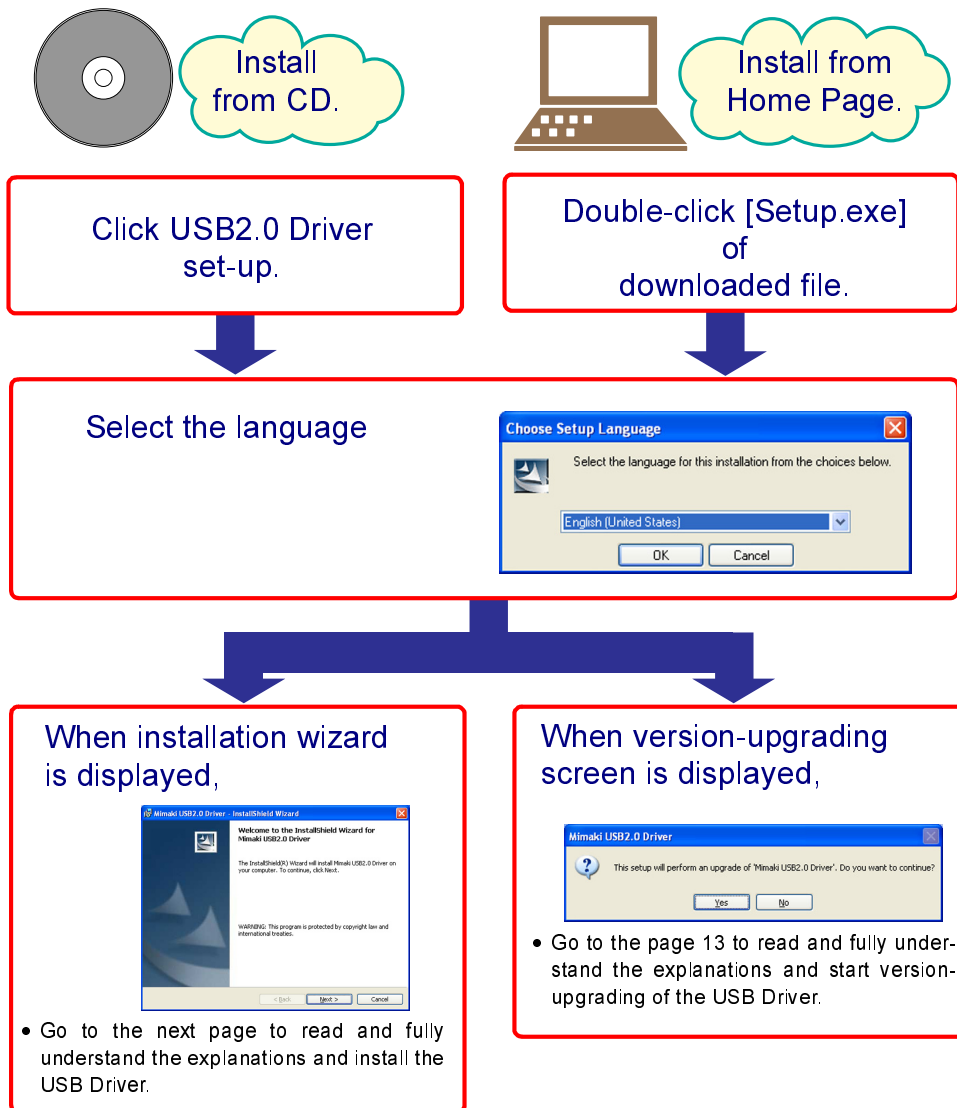 Install
from CD.
Install from
Home Page.
Click USB2.0 Driver
set-up.
Double-click [Setup.exe]
of
downloaded file.
Select the language
Choose Setup Language
Select the language for this installation from the choices below.
English (United States)
OK
Cancel
When installation wizard
is displayed,
Mimaki USB2.0 Driver - InstallShield Wizard
Welcome to the InstallShield Wizard for
Mimaki USB2.0 Driver
The InstallShield(R) Wizard will install Mimaki USB2.0 Driver on
your computer. To continue, click Next.
WARNING: This program is protected by copyright law and
international treaties.
< Back
Next >
Cancel
• Go to the next page to read and fully
understand the explanations and install the
USB Driver.
When version-upgrading
screen is displayed,
Mimaki USB2.0 Driver
This setup will perform an upgrade of 'Mimaki USB2.0 Driver'. Do you want to continue?
Yes
No
• Go to the page 13 to read and fully under-
stand the explanations and start version-
upgrading of the USB Driver.